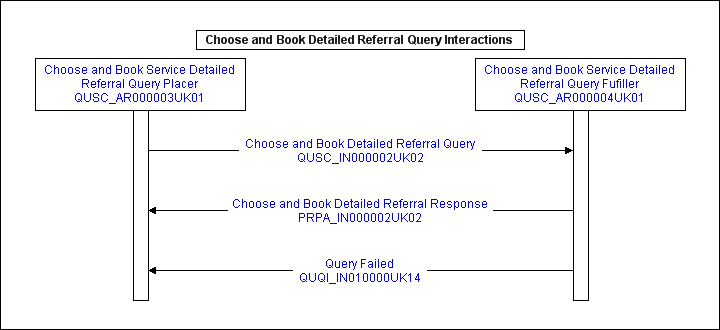 Choose and Book Detailed Referral Query Interactions
Choose and Book Service Detailed
Referral Query Placer
QUSC_AR000003UK01
Choose and Book Service Detailed
Referral Query Fufiller
QUSC_AR000004UK01
Choose and Book Detailed Referral Query
QUSC_IN000002UK02
Choose and Book Detailed Referral Response
PRPA_IN000002UK02
Query Failed
QUQI_IN010000UK14